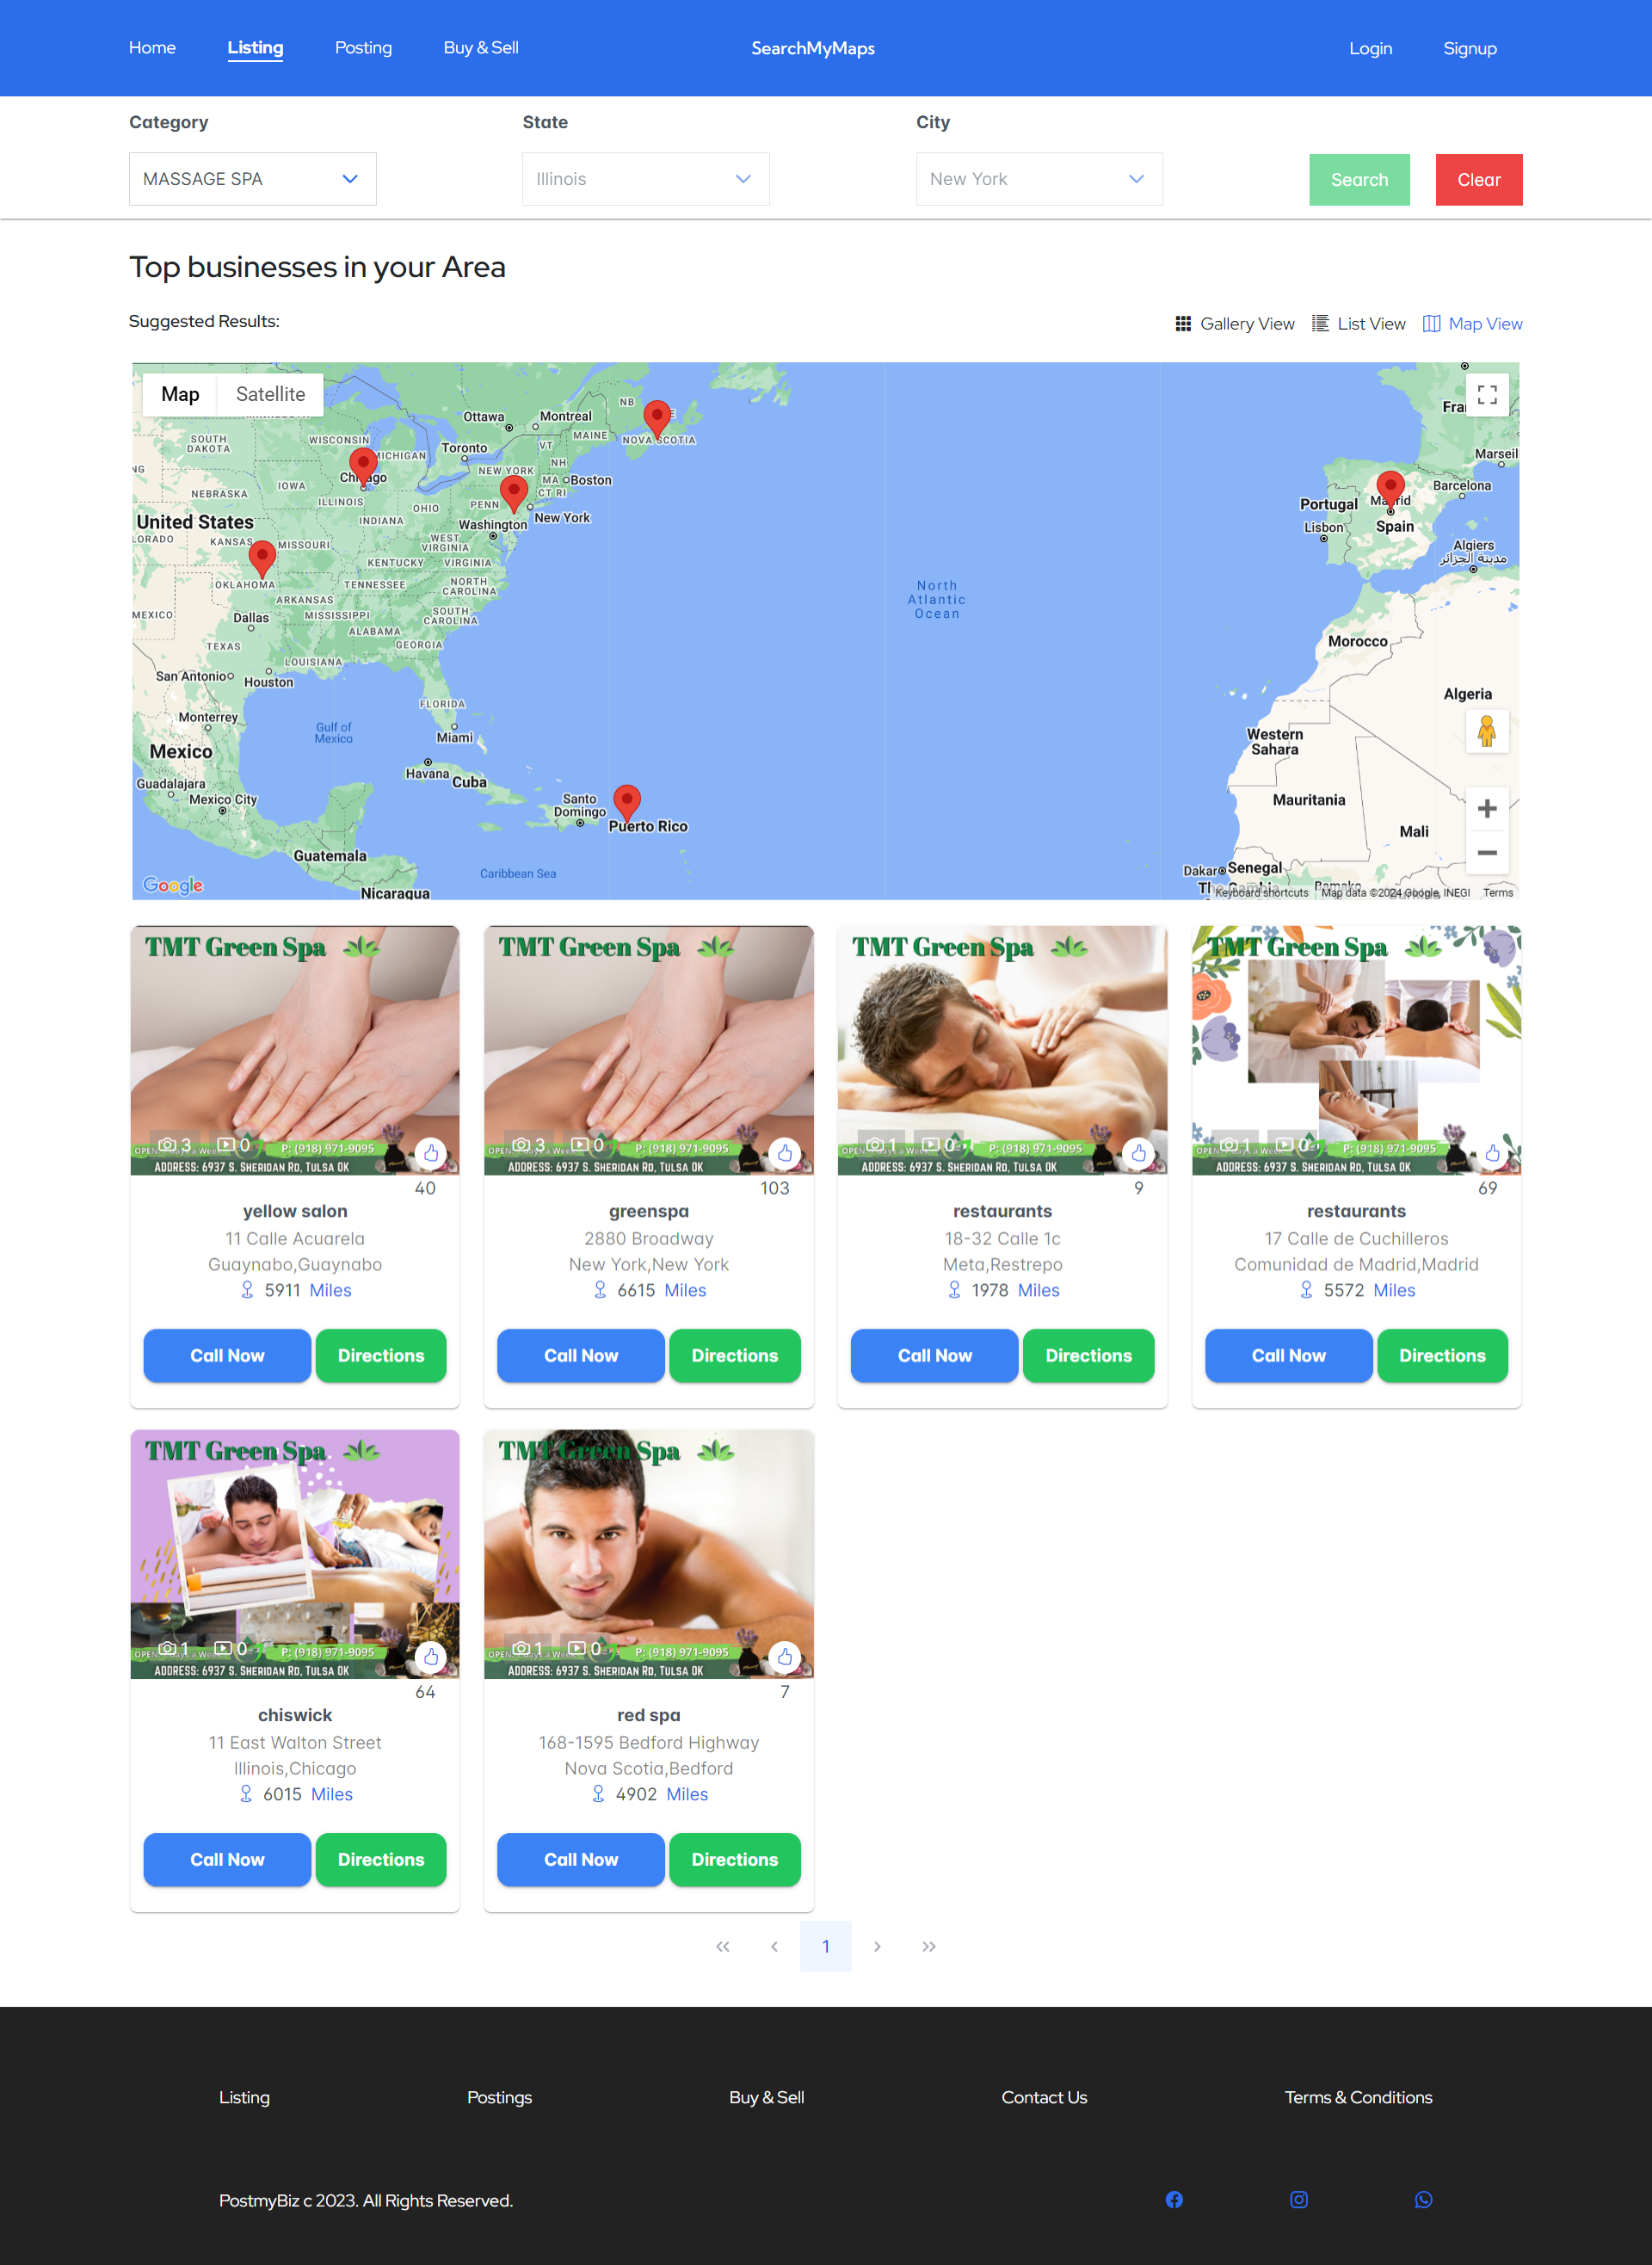 Home Listing Posting Buy & Sell SearchMyMaps Login Signup
Category State City
MASSAGE SPA Illinois New York Search Clear
Top businesses in your Area
Suggested Results: Gallery View List View Map View
Map Satellite
SOUTH DAKOTA
WISCONSIN
MICHIGAN
Ottawa
Montreal
NB
MAINE
NOVA SCOTIA
Toronto
VT
NH
NEW YORK
MA
Boston
CT RI
NEBRASKA
IOWA
ILLINOIS
INDIANA
OHIO
PENN
New York
Washington
United States
KANSAS
MISSOURI
WEST VIRGINIA
KENTUCKY
VIRGINIA
OKLAHOMA
TENNESSEE
NORTH CAROLINA
ARKANSAS
MISSISSIPPI
SOUTH CAROLINA
Dallas
ALABAMA
GEORGIA
TEXAS
LOUISIANA
San Antonio
Houston
FLORIDA
Monterrey
Gulf of Mexico
Miami
Mexico
Havana
Cuba
Guadalajara
Mexico City
Santo Domingo
Puerto Rico
Guatemala
Caribbean Sea
Nicaragua
North Atlantic Ocean
Portugal
Lisbon
Madrid
Spain
Barcelona
Marseil
Algiers
مدينة الجزائر
Morocco
Algeria
Western Sahara
Mauritania
Mali
Dakar
Senegal
Google
Keyboard shortcuts Map data ©2024 Google, INEGI Terms
TMT Green Spa
3 0 P: (918) 971-9095
ADDRESS: 6937 S. SHERIDAN RD, TULSA OK
40
yellow salon
11 Calle Acuarela
Guaynabo,Guaynabo
5911 Miles
Call Now Directions
TMT Green Spa
3 0 P: (918) 971-9095
ADDRESS: 6937 S. SHERIDAN RD, TULSA OK
103
greenspa
2880 Broadway
New York,New York
6615 Miles
Call Now Directions
TMT Green Spa
1 0 P: (918) 971-9095
ADDRESS: 6937 S. SHERIDAN RD, TULSA OK
9
restaurants
18-32 Calle 1c
Meta,Restrepo
1978 Miles
Call Now Directions
TMT Green Spa
1 0 P: (918) 971-9095
ADDRESS: 6937 S. SHERIDAN RD, TULSA OK
69
restaurants
17 Calle de Cuchilleros
Comunidad de Madrid,Madrid
5572 Miles
Call Now Directions
TMT Green Spa
1 0 P: (918) 971-9095
ADDRESS: 6937 S. SHERIDAN RD, TULSA OK
64
chiswick
11 East Walton Street
Illinois,Chicago
6015 Miles
Call Now Directions
TMT Green Spa
1 0 P: (918) 971-9095
ADDRESS: 6937 S. SHERIDAN RD, TULSA OK
7
red spa
168-1595 Bedford Highway
Nova Scotia,Bedford
4902 Miles
Call Now Directions
1
Listing Postings Buy & Sell Contact Us Terms & Conditions
PostmyBiz c 2023. All Rights Reserved.